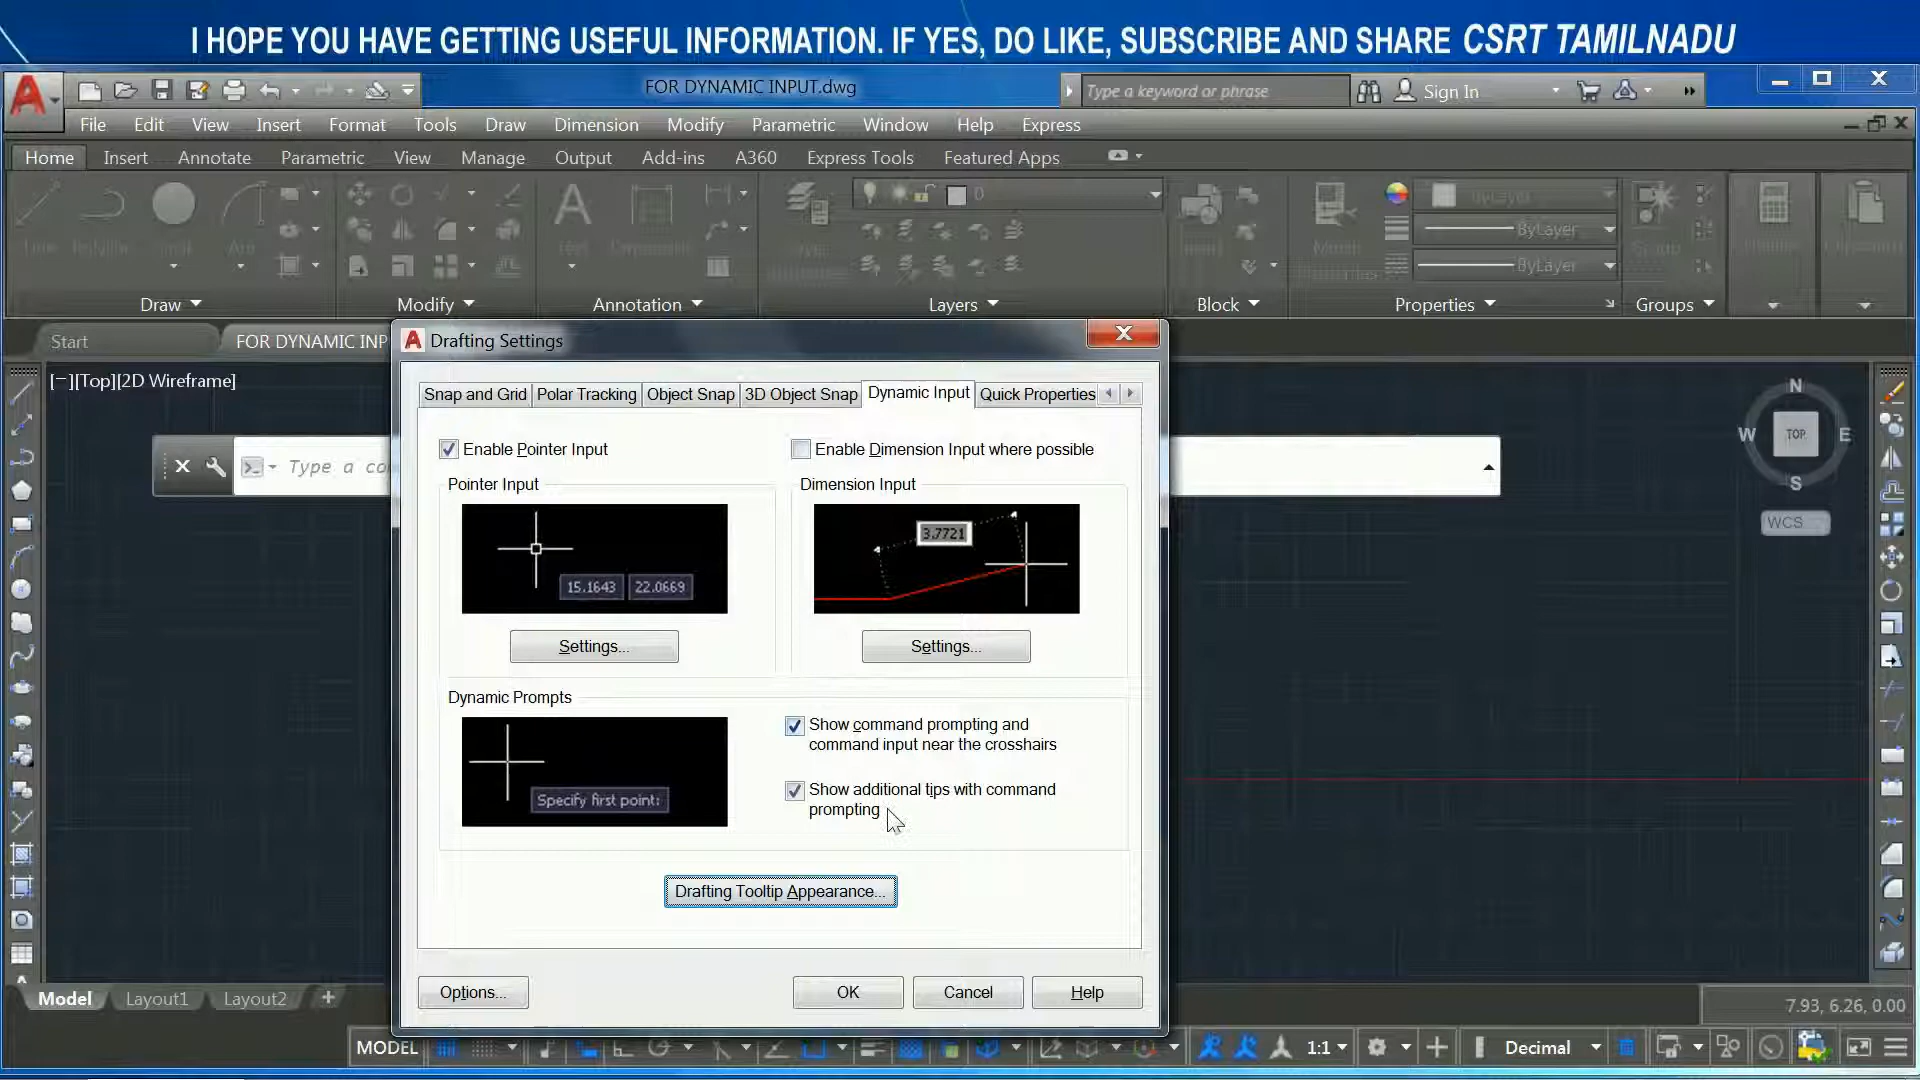 I HOPE YOU HAVE GETTING USEFUL INFORMATION. IF YES, DO LIKE, SUBSCRIBE AND SHARE CSRT TAMILNADU
FOR DYNAMIC INPUT.dwg
Type a keyword or phrase
Sign In
File Edit View Insert Format Tools Draw Dimension Modify Parametric Window Help Express
Home Insert Annotate Parametric View Manage Output Add-ins A360 Express Tools Featured Apps
0
ByLayer
ByLayer
ByLayer
Draw Modify Annotation Layers Block Properties Groups
Start
FOR DYNAMIC INP
Drafting Settings
[−][Top][2D Wireframe]
Snap and Grid Polar Tracking Object Snap 3D Object Snap Dynamic Input Quick Properties
N
W TOP E
S
WCS
Type a co
Enable Pointer Input
Enable Dimension Input where possible
Pointer Input
Dimension Input
3.7721
15.1643 22.0669
Settings...
Settings...
Dynamic Prompts
Show command prompting and
command input near the crosshairs
Specify first point:
Show additional tips with command
prompting
Drafting Tooltip Appearance...
Options...
OK
Cancel
Help
Model Layout1 Layout2 +
7.93, 6.26, 0.00
MODEL
1:1
Decimal